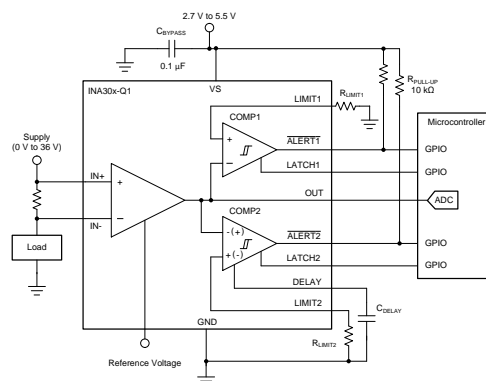 2.7 V to 5.5 V
CBYPASS
0.1 µF
RPULL-UP
10 kΩ
INA30x-Q1
VS
LIMIT1
RLIMIT1
Microcontroller
Supply
(0 V to 36 V)
COMP1
+
−
ALERT1
GPIO
LATCH1
GPIO
IN+
+
OUT
ADC
IN-
−
COMP2
-(+)
+(-)
ALERT2
GPIO
LATCH2
GPIO
Load
DELAY
CDELAY
LIMIT2
GND
RLIMIT2
Reference Voltage